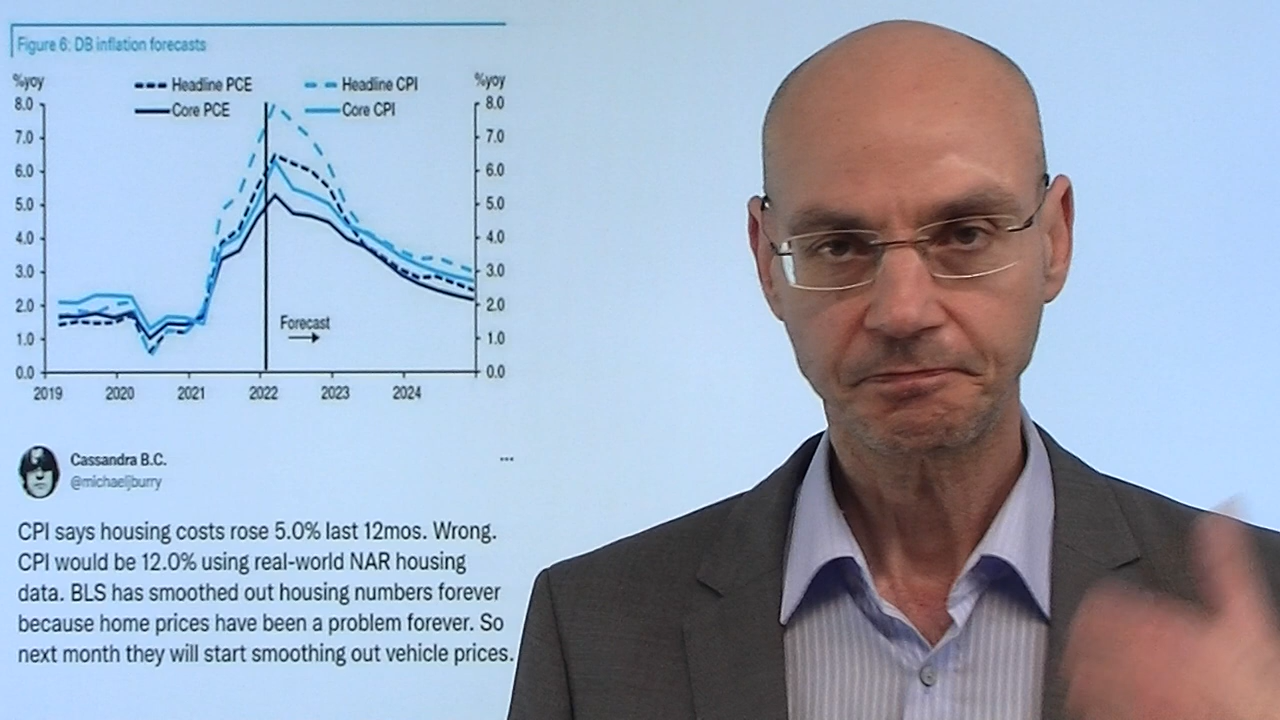 Figure 6: DB inflation forecasts
%yoy %yoy
Headline PCE Headline CPI
Core PCE Core CPI
8.0 8.0
7.0 7.0
6.0 6.0
5.0 5.0
4.0 4.0
3.0 3.0
2.0 2.0
1.0 1.0
0.0 0.0
Forecast
2019 2020 2021 2022 2023 2024
Cassandra B.C.
@michaeljburry
CPI says housing costs rose 5.0% last 12mos. Wrong.
CPI would be 12.0% using real-world NAR housing
data. BLS has smoothed out housing numbers forever
because home prices have been a problem forever. So
next month they will start smoothing out vehicle prices.